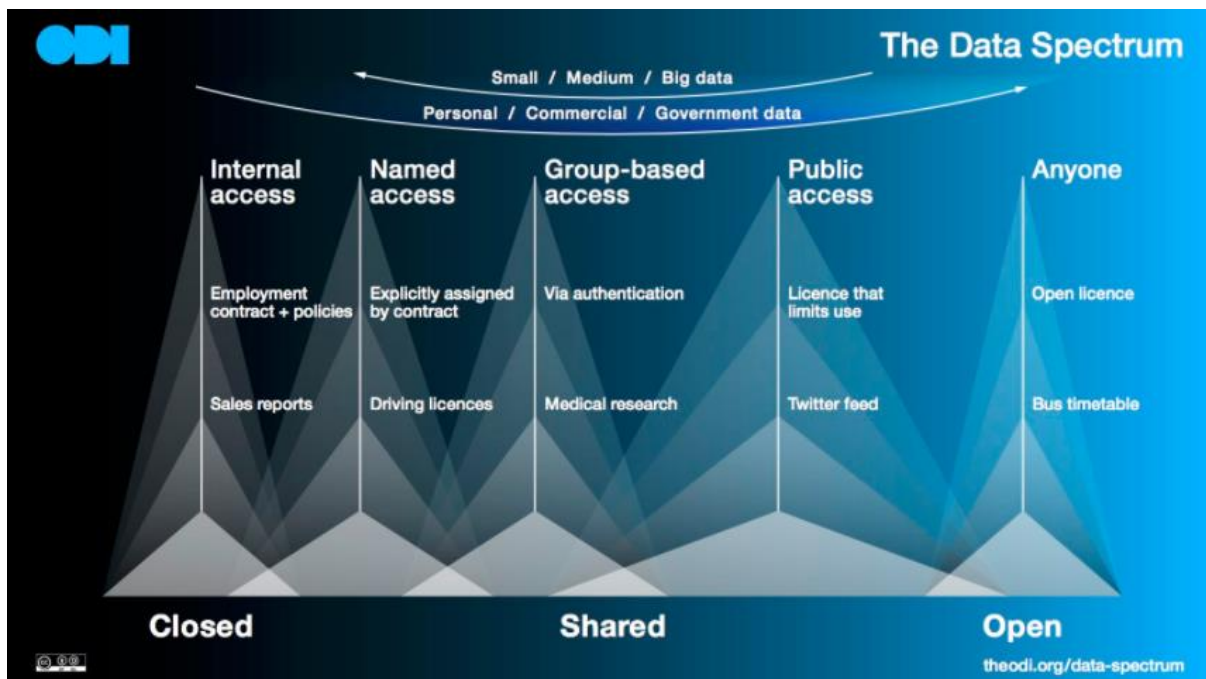 ODI
The Data Spectrum
Small / Medium / Big data
Personal / Commercial / Government data
Internal
access
Named
access
Group-based
access
Public
access
Anyone
Employment
contract + policies
Explicitly assigned
by contract
Via authentication
Licence that
limits use
Open licence
Sales reports
Driving licences
Medical research
Twitter feed
Bus timetable
Closed
Shared
Open
theodi.org/data-spectrum